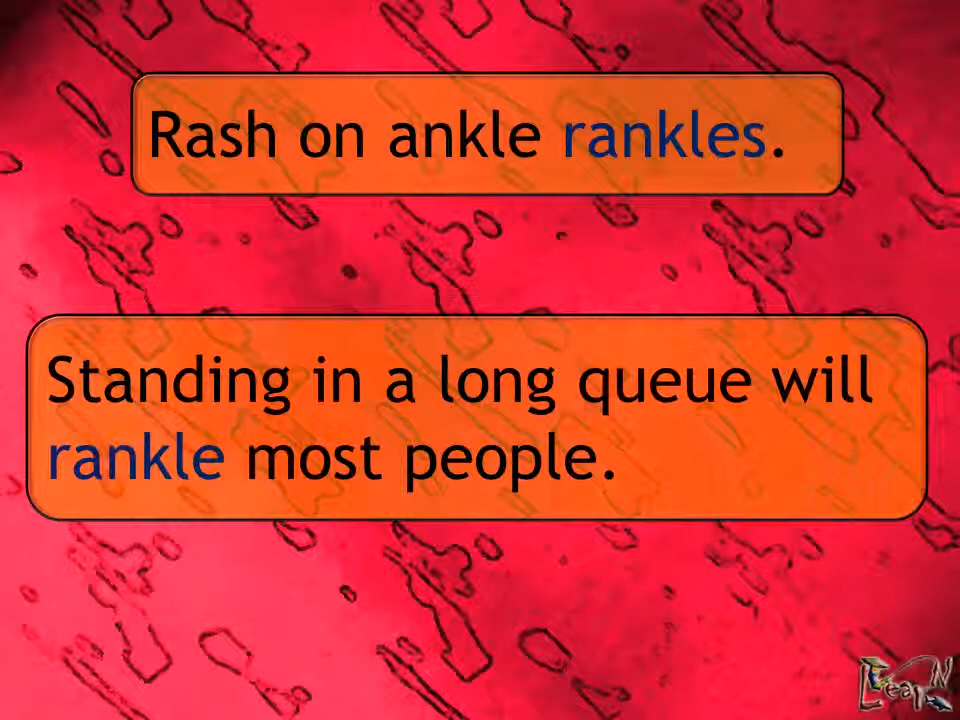 Rash on ankle rankles.
Standing in a long queue will
rankle most people.